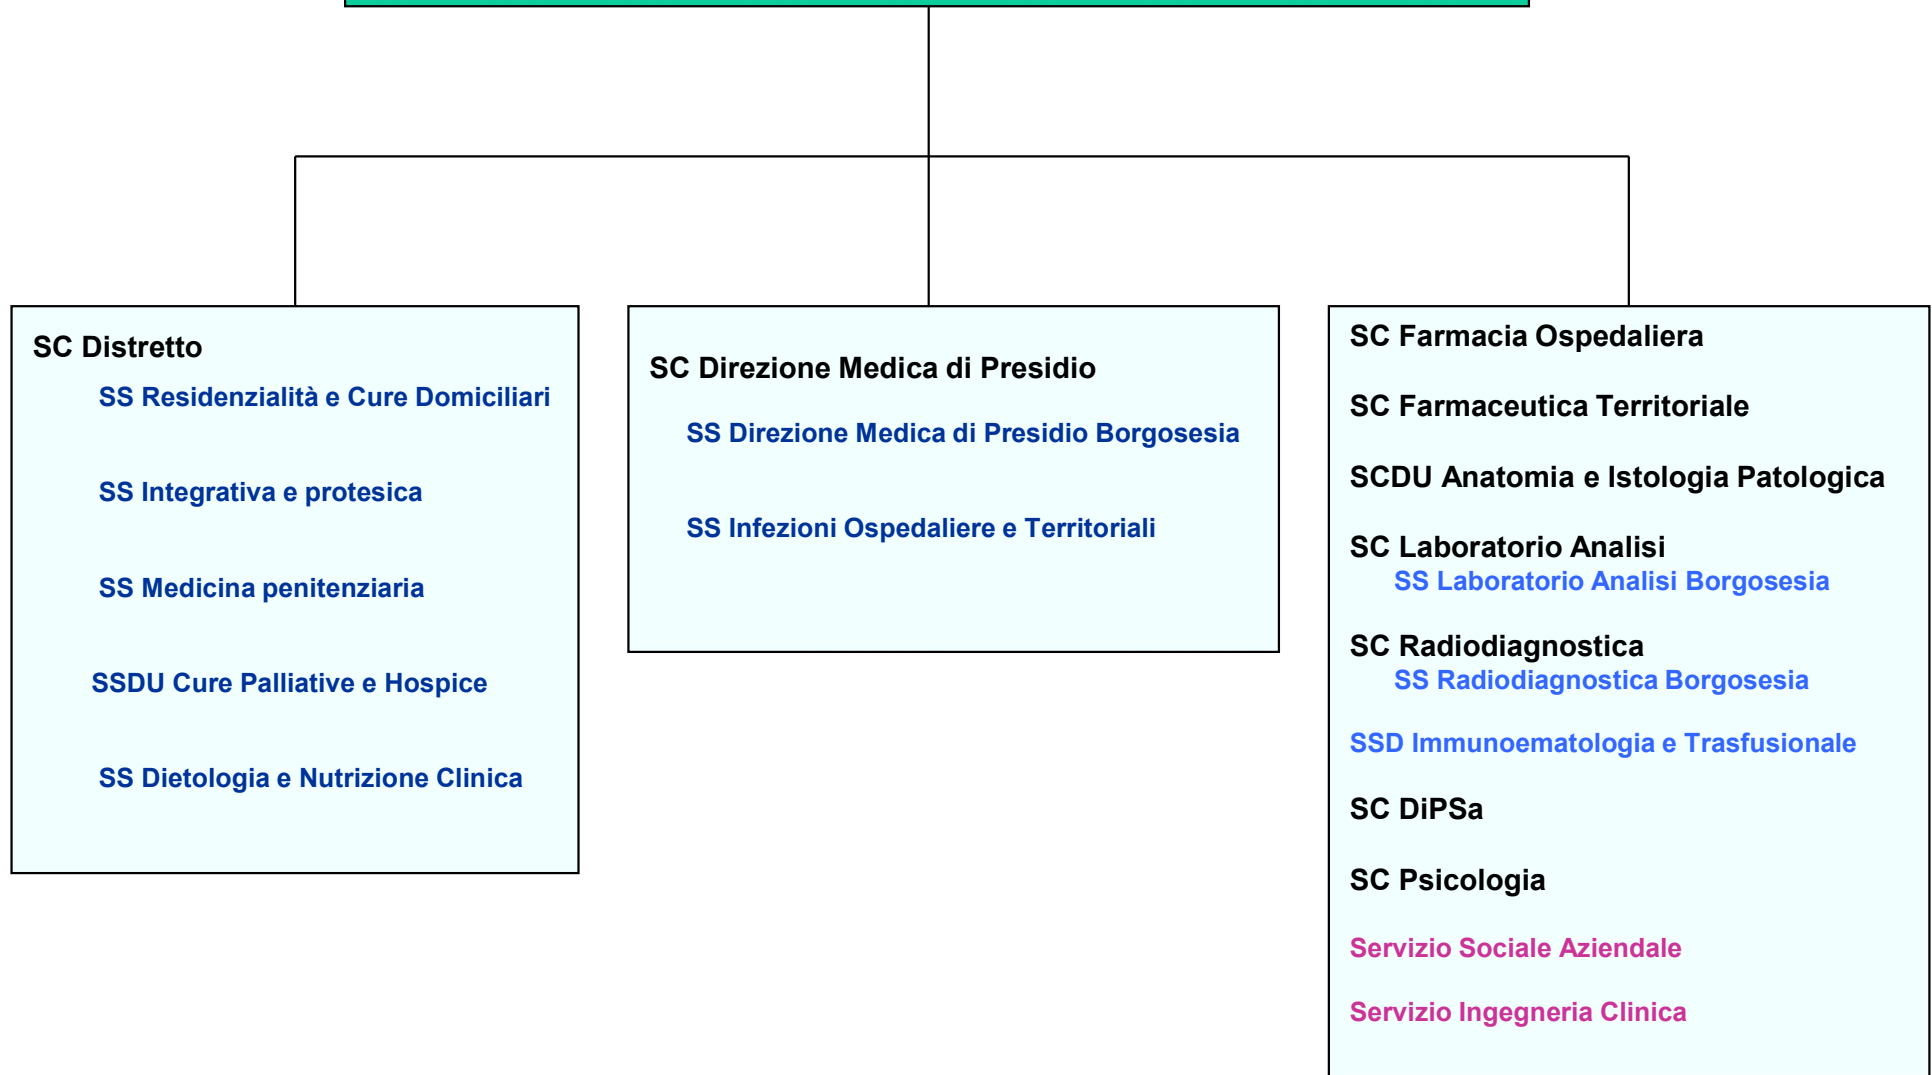 SC Distretto
SS Residenzialità e Cure Domiciliari
SS Integrativa e protesica
SS Medicina penitenziaria
SSDU Cure Palliative e Hospice
SS Dietologia e Nutrizione Clinica
SC Direzione Medica di Presidio
SS Direzione Medica di Presidio Borgosesia
SS Infezioni Ospedaliere e Territoriali
SC Farmacia Ospedaliera
SC Farmaceutica Territoriale
SCDU Anatomia e Istologia Patologica
SC Laboratorio Analisi
SS Laboratorio Analisi Borgosesia
SC Radiodiagnostica
SS Radiodiagnostica Borgosesia
SSD Immunoematologia e Trasfusionale
SC DiPSa
SC Psicologia
Servizio Sociale Aziendale
Servizio Ingegneria Clinica